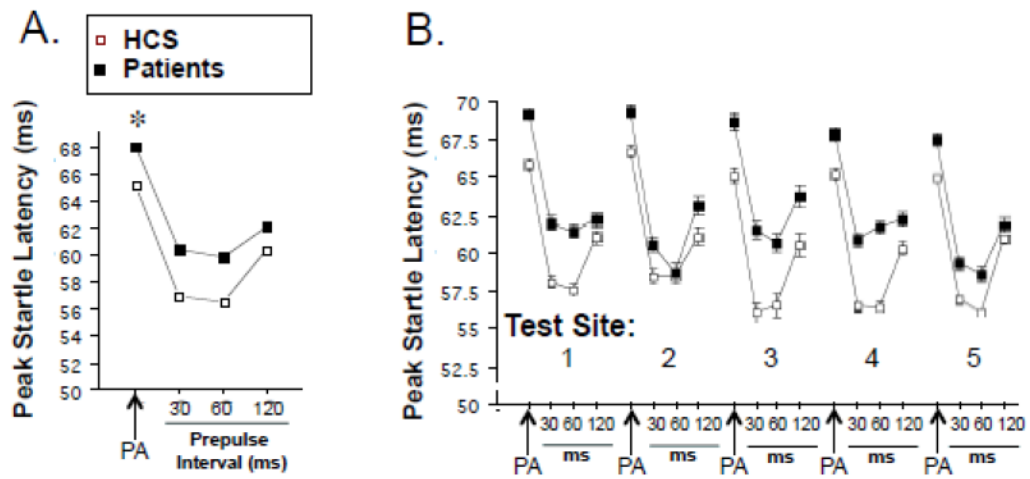 A.
HCS
Patients
Peak Startle Latency (ms)
*
68
66
64
62
60
58
56
54
52
50
30 60 120
PA
Prepulse
Interval (ms)
B.
Peak Startle Latency (ms)
70
67.5
65
62.5
60
57.5
55
52.5
50
Test Site:
1 2 3 4 5
30 60 120 30 60 120 30 60 120 30 60 120 30 60 120
PA ms PA ms PA ms PA ms PA ms